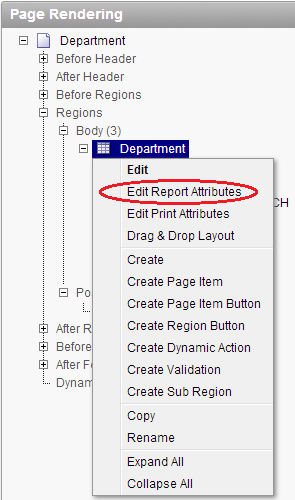 Page Rendering
Department
Before Header
After Header
Before Regions
Regions
Body (3)
Department
Edit
Edit Report Attributes
CH
Edit Print Attributes
Drag & Drop Layout
Create
Create Page Item
Po
Create Page Item Button
After R
Create Region Button
Before
Create Dynamic Action
After Fo
Create Validation
Dynam
Create Sub Region
Copy
Rename
Expand All
Collapse All